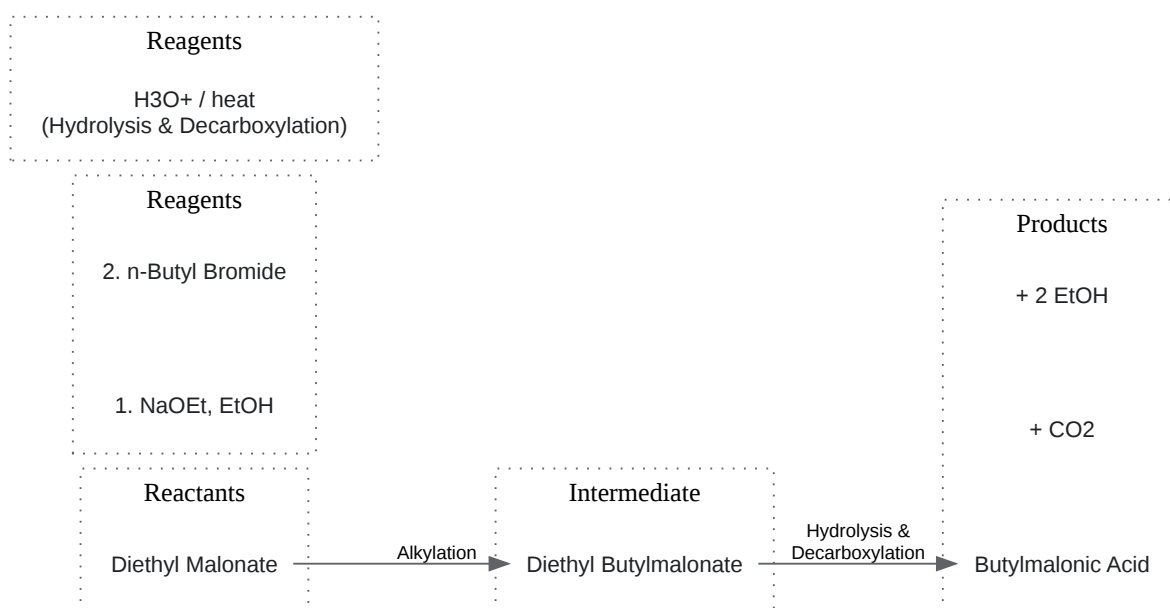 Reagents
H3O+ / heat
(Hydrolysis & Decarboxylation)
Reagents
2. n-Butyl Bromide
1. NaOEt, EtOH
Reactants
Diethyl Malonate
Alkylation
Intermediate
Diethyl Butylmalonate
Hydrolysis &
Decarboxylation
Products
+ 2 EtOH
+ CO2
Butylmalonic Acid